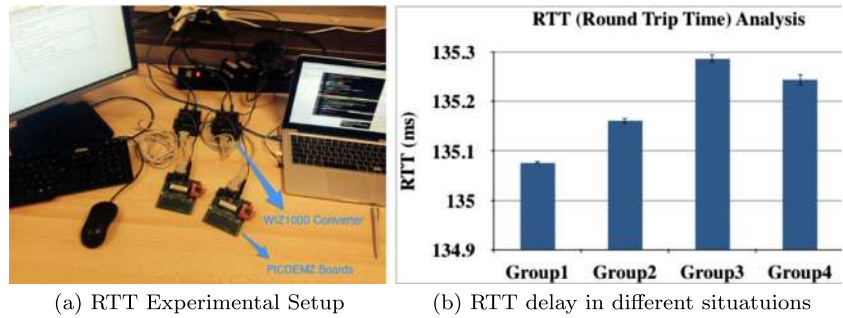 RTT (Round Trip Time) Analysis
135.3
135.2
135.1
135
134.9
RTT (ms)
Group1 Group2 Group3 Group4
WIZ1000 Converter
PICDEMZ Boards
(a) RTT Experimental Setup
(b) RTT delay in different situatuions